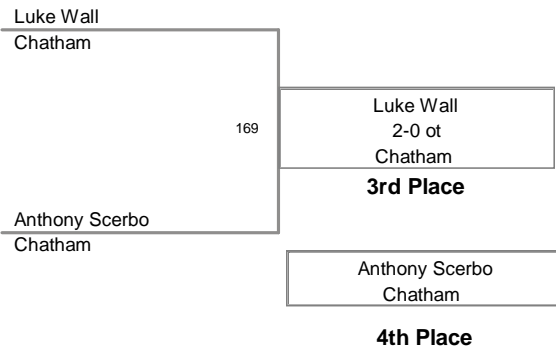 Luke Wall
Chatham
169
Luke Wall
2-0 ot
Chatham
3rd Place
Anthony Scerbo
Chatham
Anthony Scerbo
Chatham
4th Place